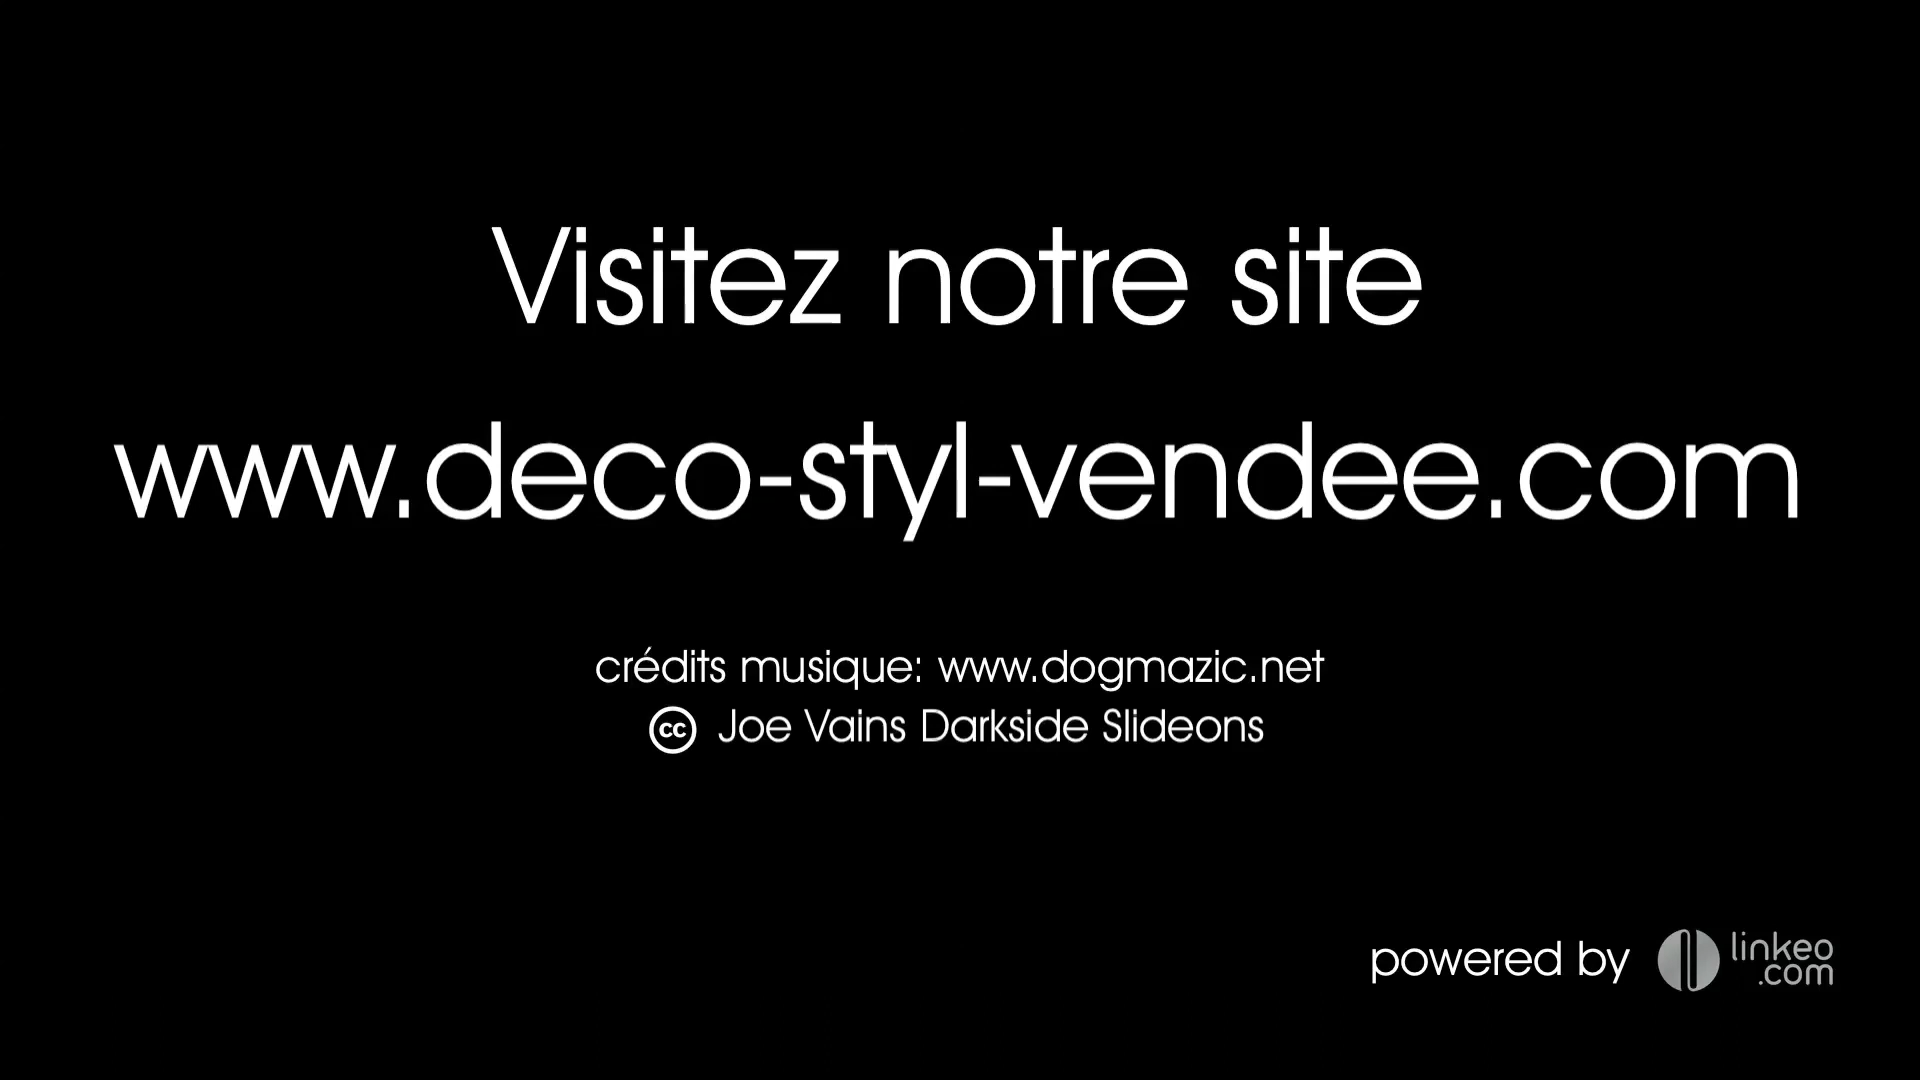 Visitez notre site
www.deco-styl-vendee.com
crédits musique: www.dogmazic.net
cc Joe Vains Darkside Slideons
powered by linkeo
.com